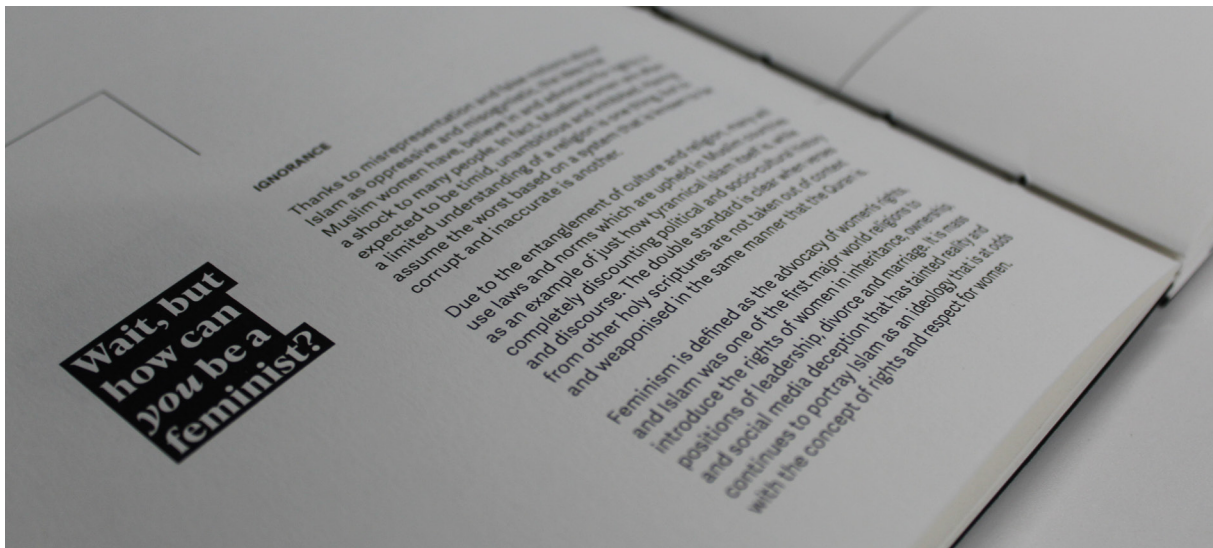 IGNORANCE
Thanks to misrepresentation and false notions about
Islam as oppressive and misogynistic, the idea that
Muslim women have, believe in and advocate for rights is
a shock to many people. In fact, Muslim women are often
expected to be timid, unambitious and voiceless. Having
a limited understanding of a religion is one thing, but to
assume the worst based on a system that is known to be
corrupt and inaccurate is another.
Due to the entanglement of culture and religion, many will
use laws and norms which are upheld in Muslim countries
as an example of just how tyrannical Islam itself is, while
completely discounting political and socio-cultural history
and discourse. The double standard is clear when verses
from other holy scriptures are not taken out of context
and weaponised in the same manner that the Quran is.
Feminism is defined as the advocacy of women's rights
and Islam was one of the first major world religions to
introduce the rights of women in inheritance, ownership,
positions of leadership, divorce and marriage. It is mass
and social media deception that has tainted reality and
continues to portray Islam as an ideology that is at odds
with the concept of rights and respect for women.
Wait, but
how can
you be a
feminist?